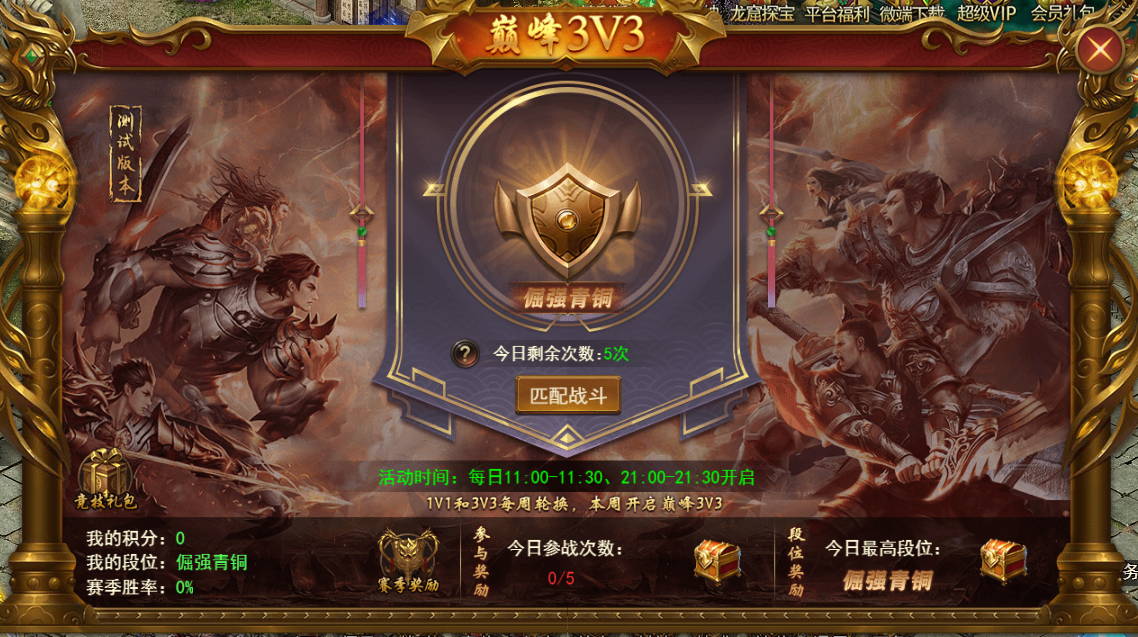 龙窟探宝 平台福利 微端下载 超级VIP 会员礼包
巅峰3V3
测试版本
倔强青铜
? 今日剩余次数:5次
匹配战斗
竞技礼包
活动时间：每日11:00-11:30、21:00-21:30开启
1V1和3V3每周轮换，本周开启巅峰3V3
我的积分：0
我的段位：倔强青铜
赛季胜率：0%
赛季奖励
参与奖励
今日参战次数：
0/5
段位奖励
今日最高段位：
倔强青铜
务